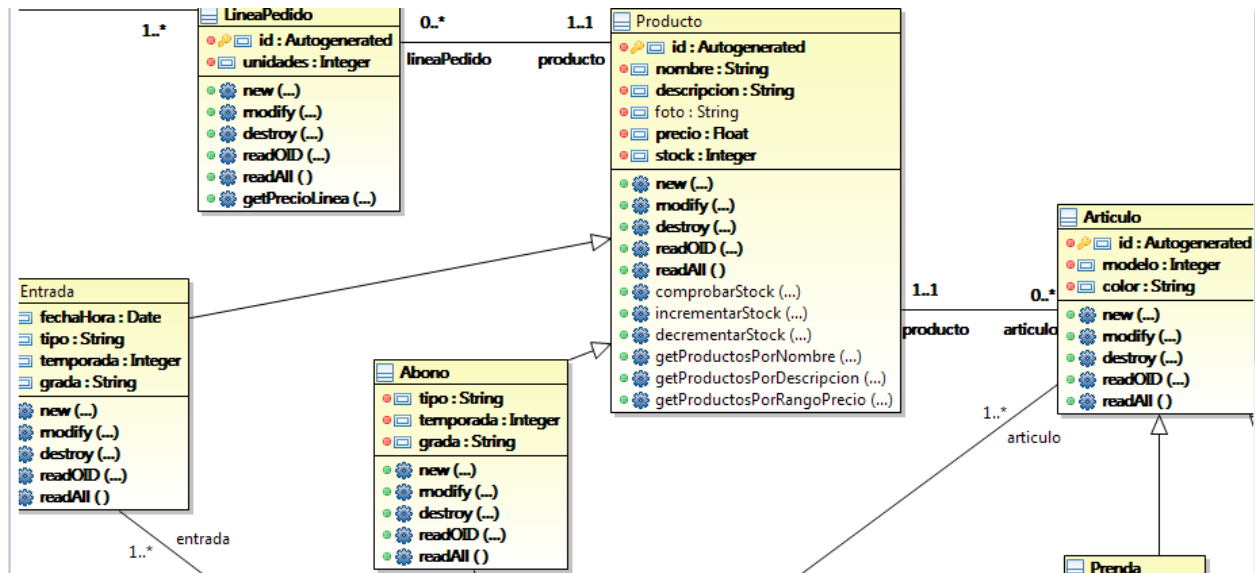 LineaPedido
id : Autogenerated
unidades : Integer
new (...)
modify (...)
destroy (...)
readOID (...)
readAll ( )
getPrecioLinea (...)
1..*
0..*
1..1
lineaPedido
producto
Producto
id : Autogenerated
nombre : String
descripcion : String
foto : String
precio : Float
stock : Integer
new (...)
modify (...)
destroy (...)
readOID (...)
readAll ( )
comprobarStock (...)
incrementarStock (...)
decrementarStock (...)
getProductosPorNombre (...)
getProductosPorDescripcion (...)
getProductosPorRangoPrecio (...)
1..1
0..*
producto
articulo
Articulo
id : Autogenerated
modelo : Integer
color : String
new (...)
modify (...)
destroy (...)
readOID (...)
readAll ( )
1..*
articulo
Entrada
fechaHora : Date
tipo : String
temporada : Integer
grada : String
new (...)
modify (...)
destroy (...)
readOID (...)
readAll ( )
1..*
entrada
Abono
tipo : String
temporada : Integer
grada : String
new (...)
modify (...)
destroy (...)
readOID (...)
readAll ( )
Prenda